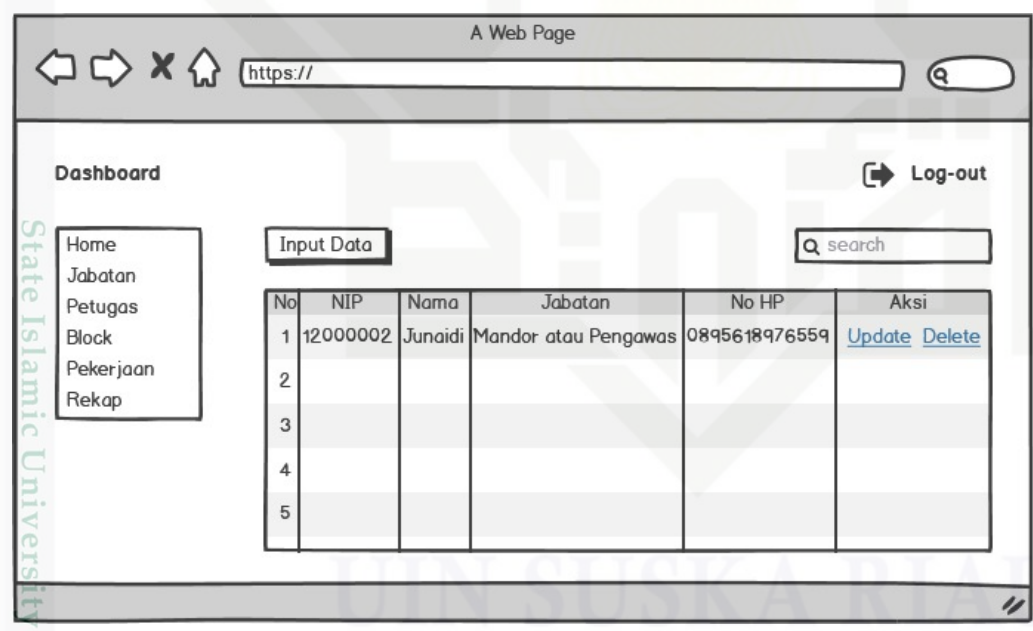 A Web Page
https://
Dashboard
Log-out
Home
Jabatan
Petugas
Block
Pekerjaan
Rekap
Input Data
search
No NIP Nama Jabatan No HP Aksi
1 12000002 Junaidi Mandor atau Pengawas 0895618976559 Update Delete
2
3
4
5
State Islamic University
UIN SUSKA RIA